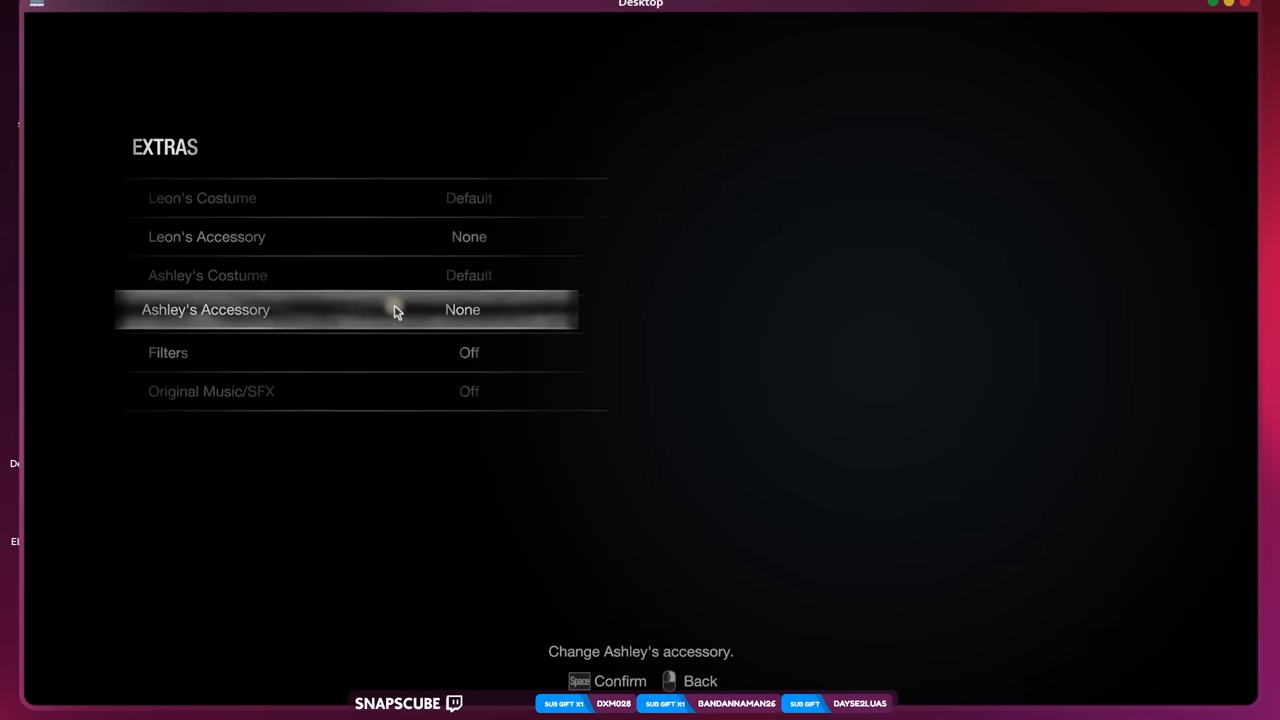 Desktop
EXTRAS
Leon's Costume Default
Leon's Accessory None
Ashley's Costume Default
Ashley's Accessory None
Filters Off
Original Music/SFX Off
Change Ashley's accessory.
Space Confirm Back
SNAPSCUBE SUB GIFT X1 DXM028 SUB GIFT X1 BANDANNAMAN26 SUB GIFT DAYSE2LUAS